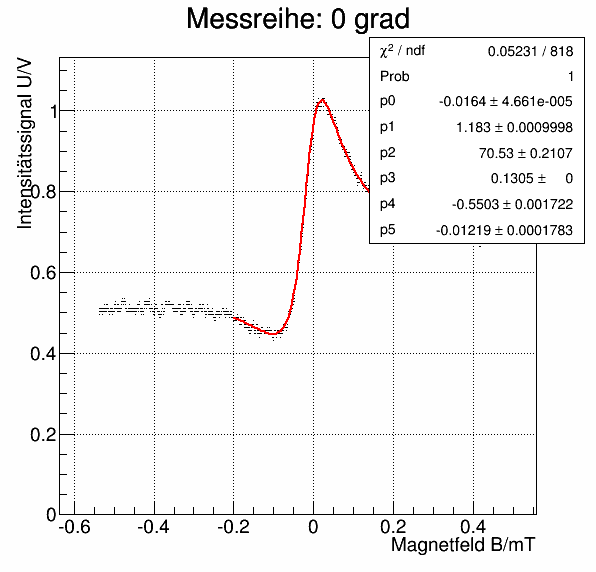 Messereihe: 0 grad
χ² / ndf 0.05231 / 818
Prob 1
p0 -0.0164 ± 4.661e-005
p1 1.183 ± 0.0009998
p2 70.53 ± 0.2107
p3 0.1305 ± 0
p4 -0.5503 ± 0.001722
p5 -0.01219 ± 0.0001783
Intensitätssignal U/V
1
0.8
0.6
0.4
0.2
0
-0.6 -0.4 -0.2 0 0.2 0.4
Magnetfeld B/mT